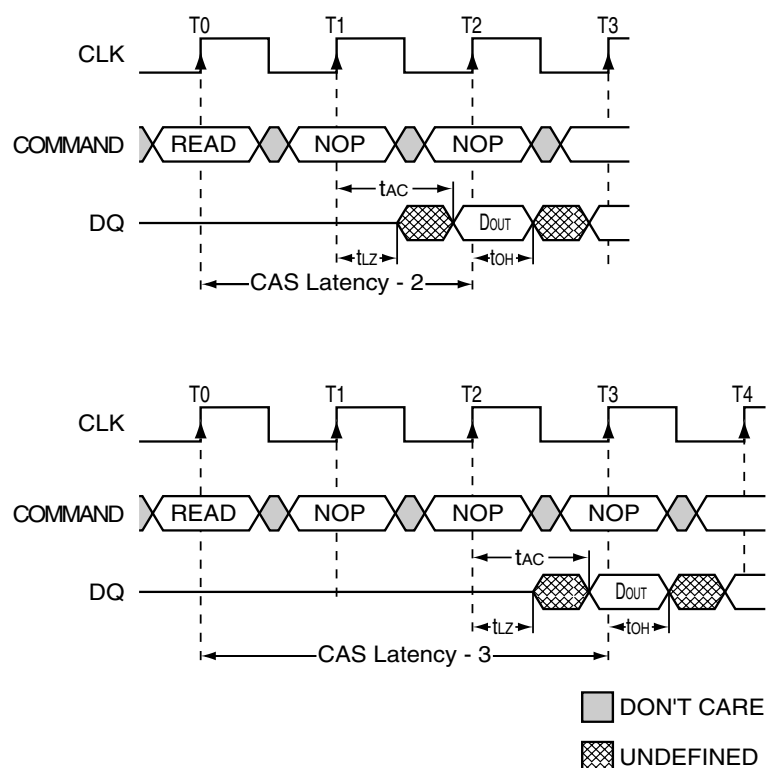 T0 T1 T2 T3
CLK
COMMAND READ NOP NOP
tAC
DQ DOUT
tLZ tOH
CAS Latency - 2
T0 T1 T2 T3 T4
CLK
COMMAND READ NOP NOP NOP
tAC
DQ DOUT
tLZ tOH
CAS Latency - 3
DON'T CARE
UNDEFINED